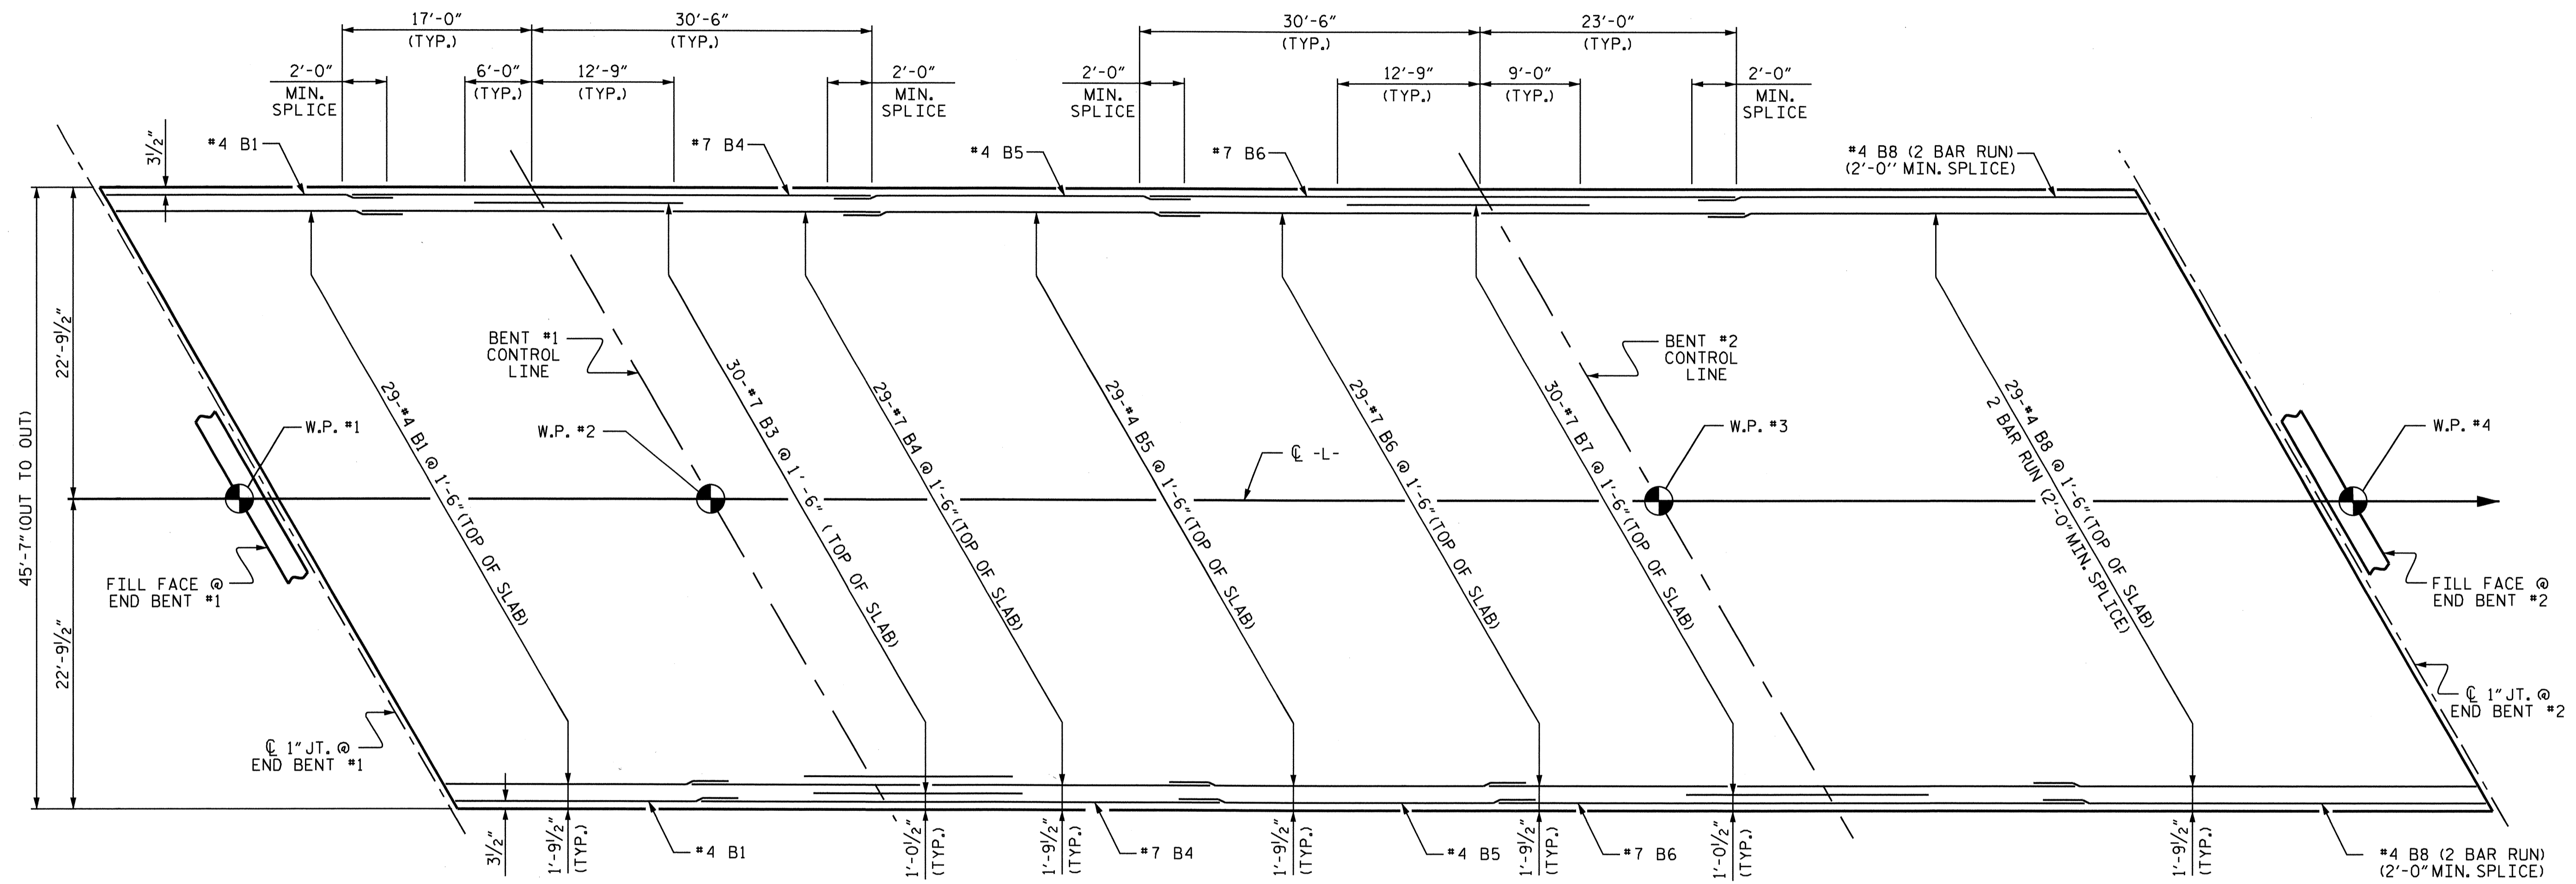 17'-0"
(TYP.)
30'-6"
(TYP.)
30'-6"
(TYP.)
23'-0"
(TYP.)
2'-0"
MIN.
SPLICE
6'-0"
(TYP.)
12'-9"
(TYP.)
2'-0"
MIN.
SPLICE
2'-0"
MIN.
SPLICE
12'-9"
(TYP.)
9'-0"
(TYP.)
2'-0"
MIN.
SPLICE
3½"
#4 B1
#7 B4
#4 B5
#7 B6
#4 B8 (2 BAR RUN)
(2'-0" MIN. SPLICE)
45'-7" (OUT TO OUT)
22'-9½"
22'-9½"
BENT #1
CONTROL
LINE
BENT #2
CONTROL
LINE
W.P. #1
W.P. #2
℄ -L-
W.P. #3
W.P. #4
29-#4 B1 @ 1'-6" (TOP OF SLAB)
30-#7 B3 @ 1'-6" (TOP OF SLAB)
29-#7 B4 @ 1'-6" (TOP OF SLAB)
29-#4 B5 @ 1'-6" (TOP OF SLAB)
29-#7 B6 @ 1'-6" (TOP OF SLAB)
30-#7 B7 @ 1'-6" (TOP OF SLAB)
29-#4 B8 @ 1'-6" (TOP OF SLAB)
2 BAR RUN (2'-0" MIN. SPLICE)
FILL FACE @
END BENT #1
FILL FACE @
END BENT #2
℄ 1" JT. @
END BENT #1
℄ 1" JT. @
END BENT #2
3½"
1'-9½"
(TYP.)
#4 B1
1'-0½"
(TYP.)
1'-9½"
(TYP.)
#7 B4
1'-9½"
(TYP.)
#4 B5
1'-9½"
(TYP.)
#7 B6
1'-0½"
(TYP.)
1'-9½"
(TYP.)
#4 B8 (2 BAR RUN)
(2'-0" MIN. SPLICE)